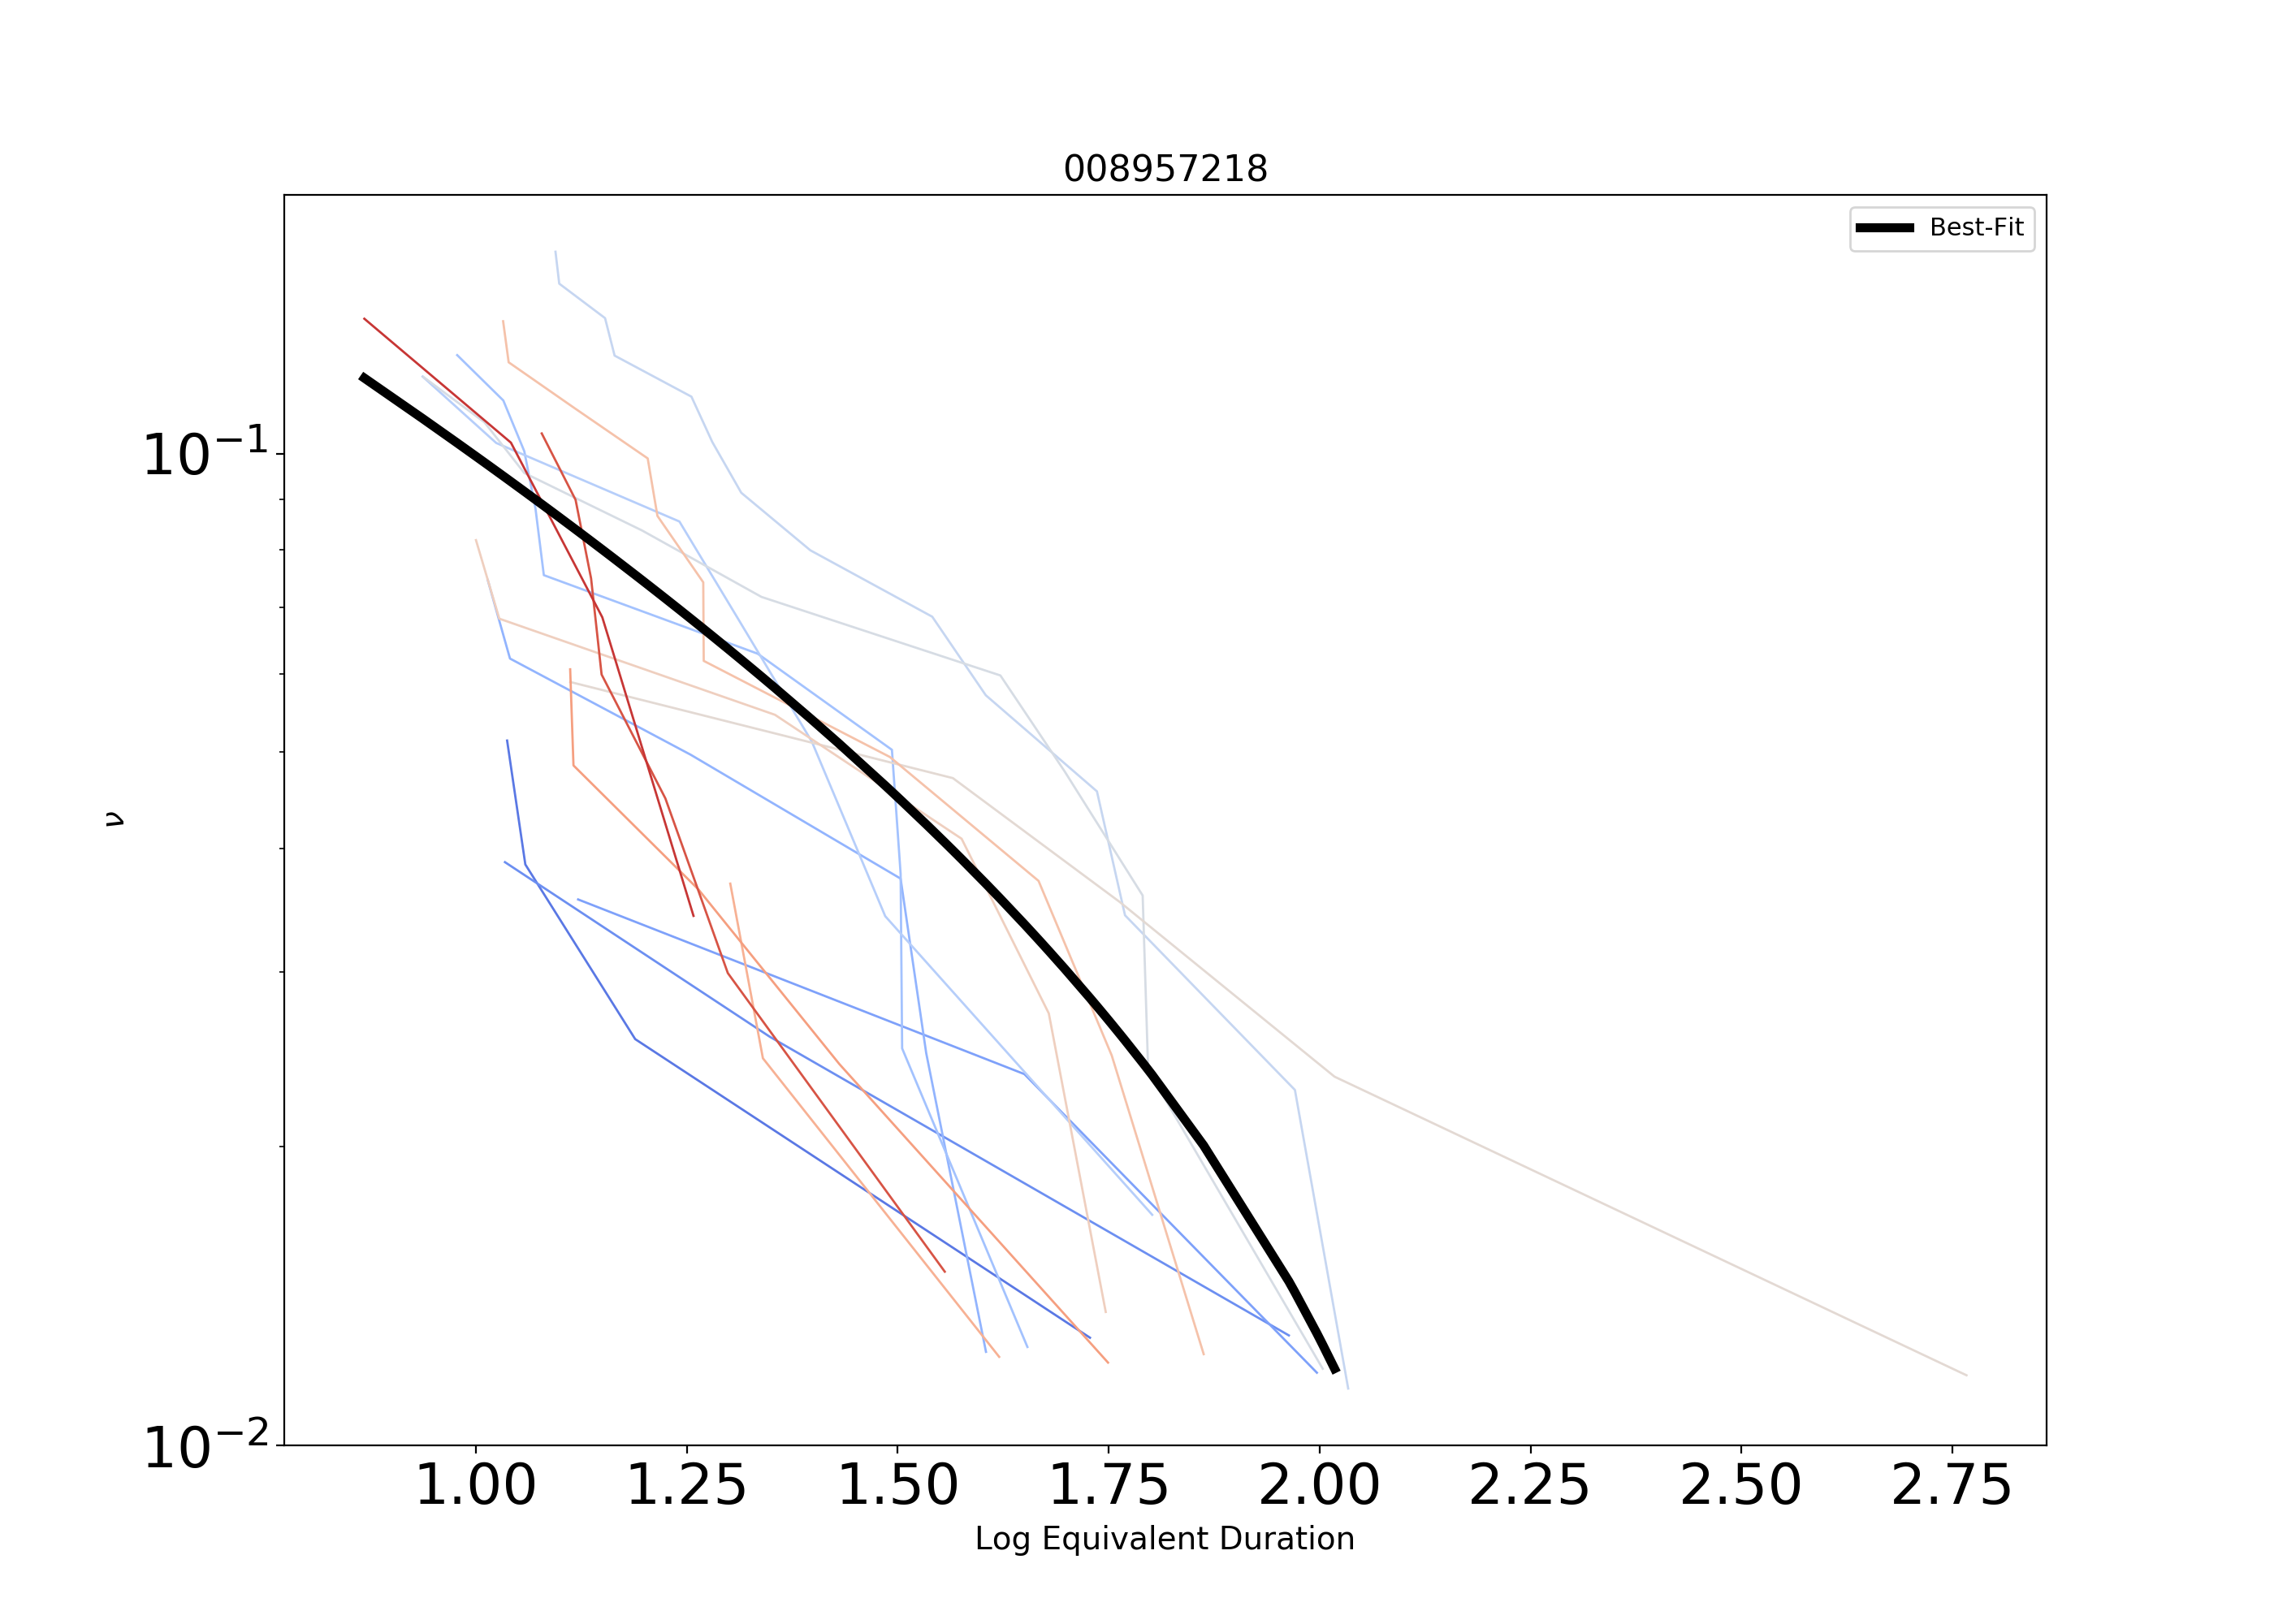 008957218
Best-Fit
10⁻¹
ν
10⁻²
1.00 1.25 1.50 1.75 2.00 2.25 2.50 2.75
Log Equivalent Duration